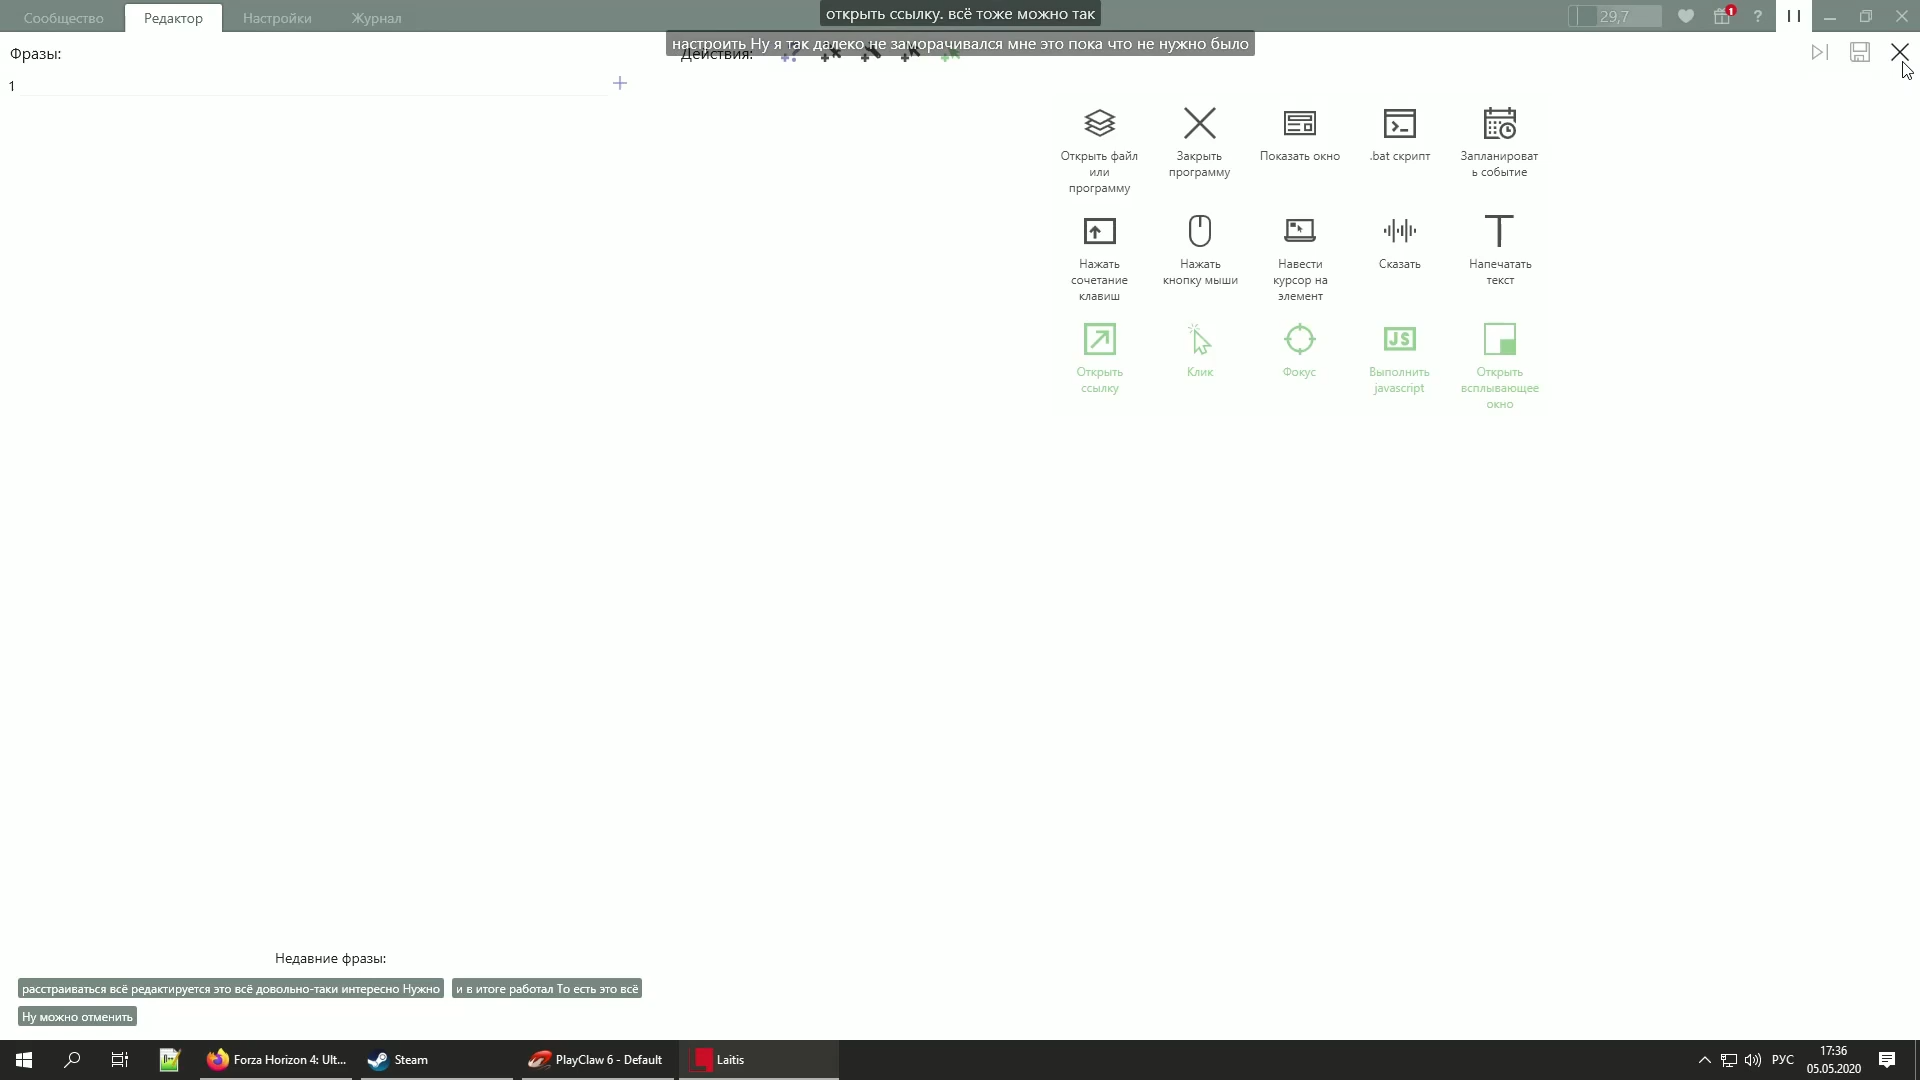 Сообщество Редактор Настройки Журнал
открыть ссылку. всё тоже можно так
29,7
1
?
Фразы:
настроить Ну я так далеко не заморачивался мне это пока что не нужно было
Действия:
1
Открыть файл
или
программу
Закрыть
программу
Показать окно
.bat скрипт
Запланироват
ь событие
Нажать
сочетание
клавиш
Нажать
кнопку мыши
Навести
курсор на
элемент
Сказать
Напечатать
текст
Открыть
ссылку
Клик
Фокус
JS
Выполнить
javascript
Открыть
всплывающее
окно
Недавние фразы:
расстраиваться всё редактируется это всё довольно-таки интересно Нужно
и в итоге работал То есть это всё
Ну можно отменить
Forza Horizon 4: Ult...
Steam
PlayClaw 6 - Default
Laitis
РУС
17:36
05.05.2020